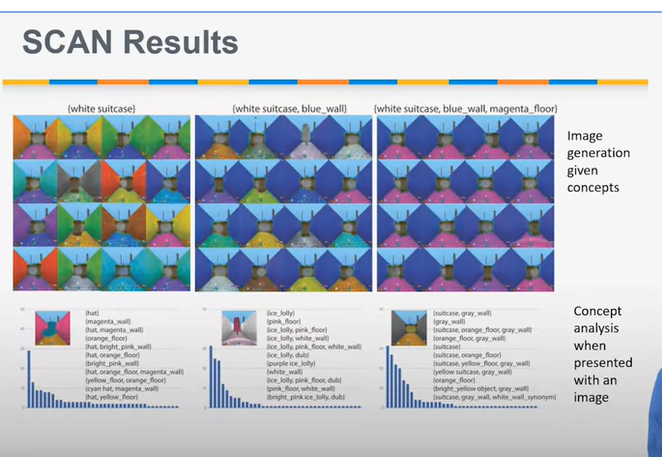 SCAN Results
{white suitcase}
{white suitcase, blue_wall}
{white suitcase, blue_wall, magenta_floor}
Image
generation
given
concepts
{hat}
{magenta_wall}
{hat, magenta_wall}
{orange_floor}
{hat, bright_pink_wall}
{hat, orange_floor}
{bright_pink_wall}
{hat, orange_floor, magenta_wall}
{yellow_floor, orange_floor}
{cyan hat, magenta_wall}
{hat, yellow_floor}
{ice_lolly}
{pink_floor}
{ice_lolly, pink_floor}
{ice_lolly, white_wall}
{ice_lolly, pink_floor, white_wall}
{ice_lolly, dub}
{purple ice_lolly}
{white_wall}
{ice_lolly, pink_floor, dub}
{pink_floor, white_wall}
{bright_pink ice_lolly, dub}
{suitcase, gray_wall}
{gray_wall}
{suitcase, orange_floor, gray_wall}
{orange_floor, gray_wall}
{suitcase}
{suitcase, orange_floor}
{suitcase, yellow_floor, gray_wall}
{yellow suitcase, gray_wall}
{orange_floor}
{bright_yellow object, gray_wall}
{suitcase, gray_wall, white_wall_synonym}
Concept
analysis
when
presented
with an
image